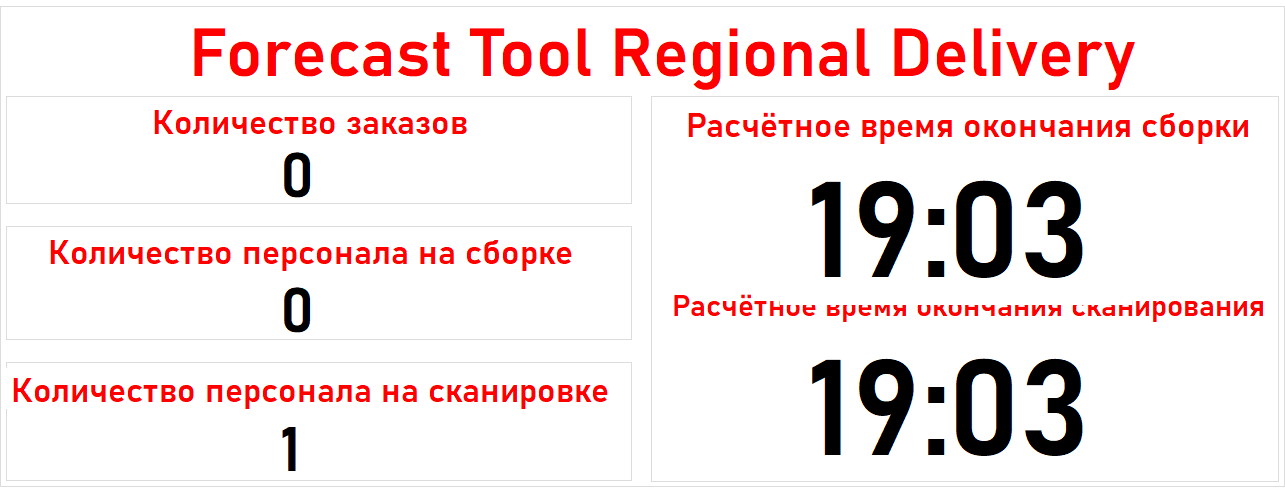 Forecast Tool Regional Delivery
Количество заказов
0
Количество персонала на сборке
0
Количество персонала на сканировке
1
Расчётное время окончания сборки
19:03
Расчётное время окончания сканирования
19:03